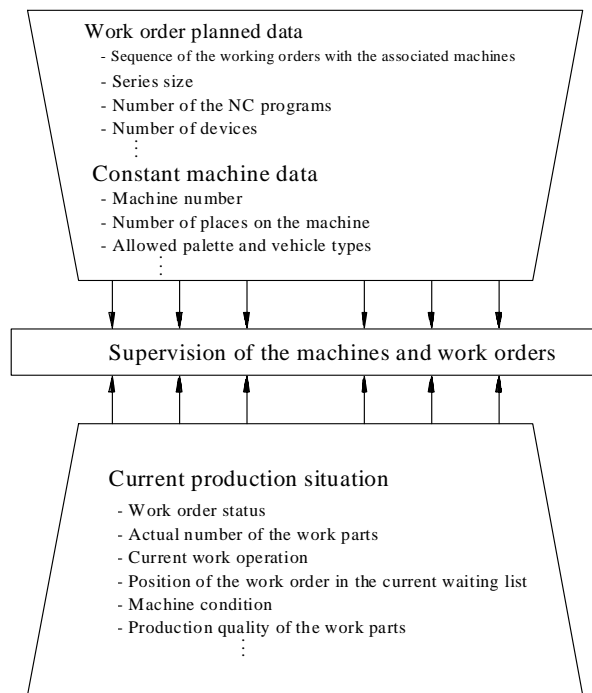 Work order planned data
- Sequence of the working orders with the associated machines
- Series size
- Number of the NC programs
- Number of devices
⋮
Constant machine data
- Machine number
- Number of places on the machine
- Allowed palette and vehicle types
⋮
Supervision of the machines and work orders
Current production situation
- Work order status
- Actual number of the work parts
- Current work operation
- Position of the work order in the current waiting list
- Machine condition
- Production quality of the work parts
⋮